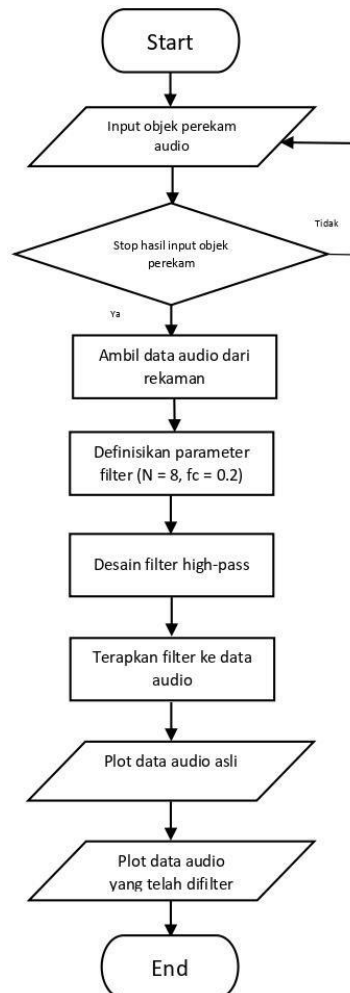 Start
Input objek perekam
audio
Tidak
Stop hasil input objek
perekam
Ya
Ambil data audio dari
rekaman
Definisikan parameter
filter (N = 8, fc = 0.2)
Desain filter high-pass
Terapkan filter ke data
audio
Plot data audio asli
Plot data audio
yang telah difilter
End